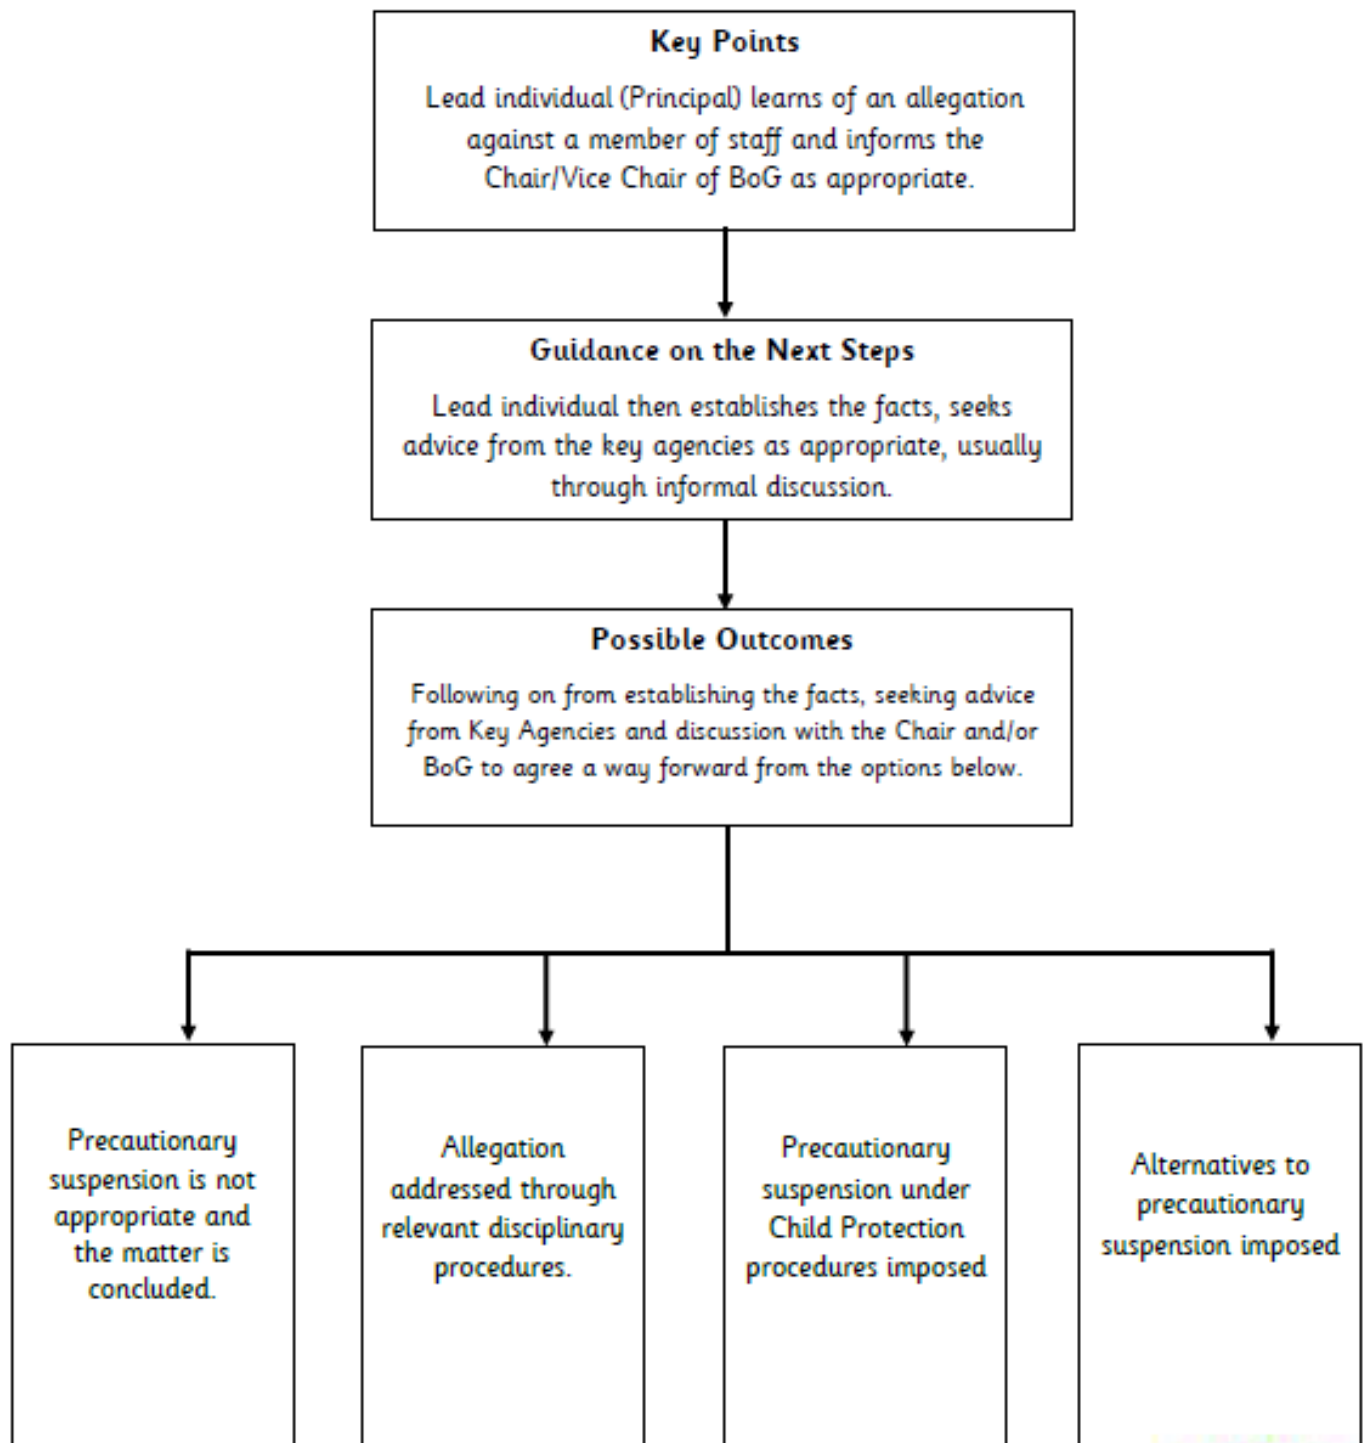 Key Points
Lead individual (Principal) learns of an allegation
against a member of staff and informs the
Chair/Vice Chair of BoG as appropriate.
Guidance on the Next Steps
Lead individual then establishes the facts, seeks
advice from the key agencies as appropriate, usually
through informal discussion.
Possible Outcomes
Following on from establishing the facts, seeking advice
from Key Agencies and discussion with the Chair and/or
BoG to agree a way forward from the options below.
Precautionary
suspension is not
appropriate and
the matter is
concluded.
Allegation
addressed through
relevant disciplinary
procedures.
Precautionary
suspension under
Child Protection
procedures imposed
Alternatives to
precautionary
suspension imposed